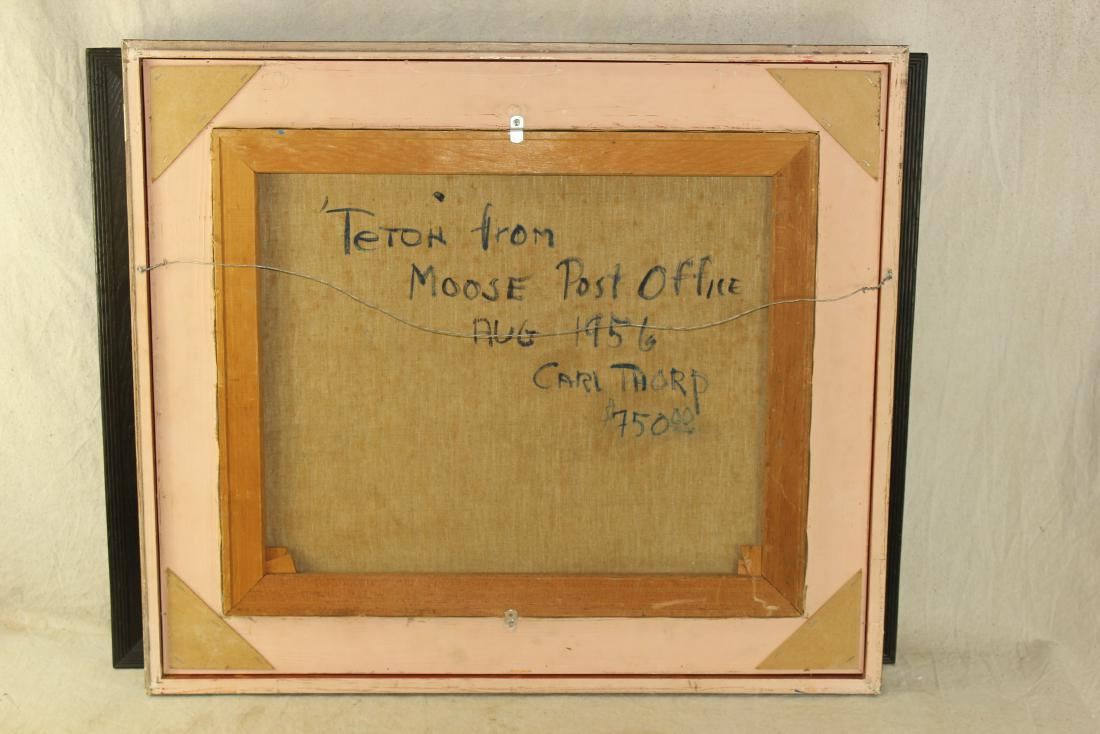 'Teton' from
Moose Post Office
Aug 1956
Carl Thorp
$750.00